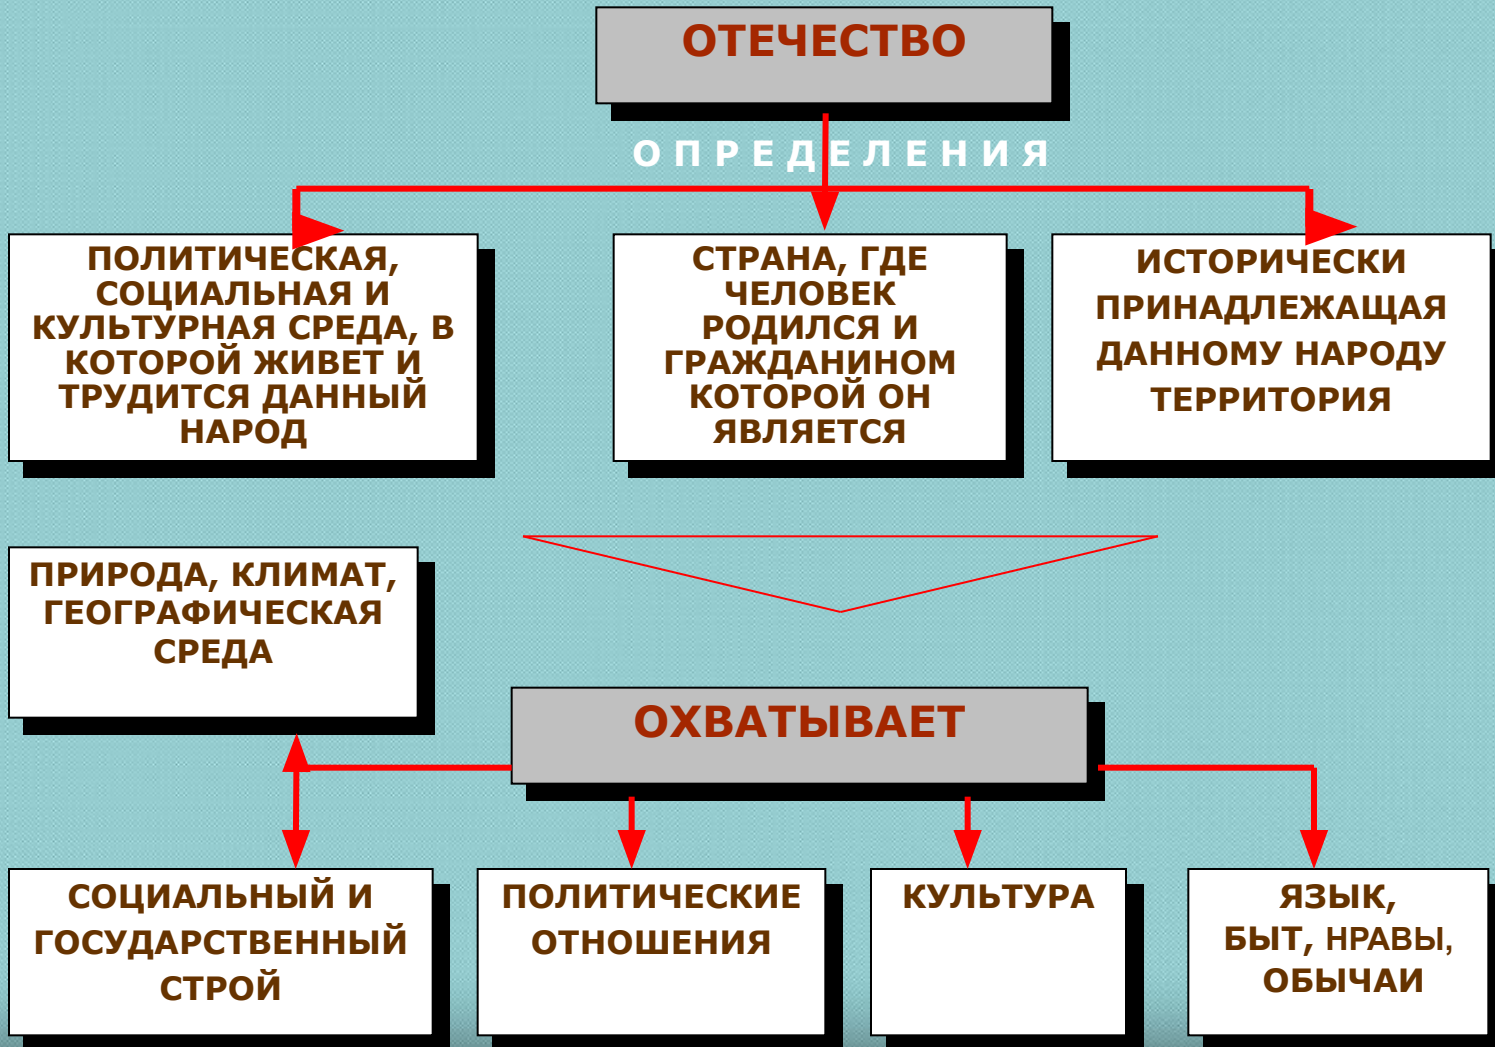 ОТЕЧЕСТВО
ОПРЕДЕЛЕНИЯ
ПОЛИТИЧЕСКАЯ,
СОЦИАЛЬНАЯ И
КУЛЬТУРНАЯ СРЕДА, В
КОТОРОЙ ЖИВЕТ И
ТРУДИТСЯ ДАННЫЙ
НАРОД
СТРАНА, ГДЕ
ЧЕЛОВЕК
РОДИЛСЯ И
ГРАЖДАНИНОМ
КОТОРОЙ ОН
ЯВЛЯЕТСЯ
ИСТОРИЧЕСКИ
ПРИНАДЛЕЖАЩАЯ
ДАННОМУ НАРОДУ
ТЕРРИТОРИЯ
ПРИРОДА, КЛИМАТ,
ГЕОГРАФИЧЕСКАЯ
СРЕДА
ОХВАТЫВАЕТ
СОЦИАЛЬНЫЙ И
ГОСУДАРСТВЕННЫЙ
СТРОЙ
ПОЛИТИЧЕСКИЕ
ОТНОШЕНИЯ
КУЛЬТУРА
ЯЗЫК,
БЫТ, НРАВЫ,
ОБЫЧАИ